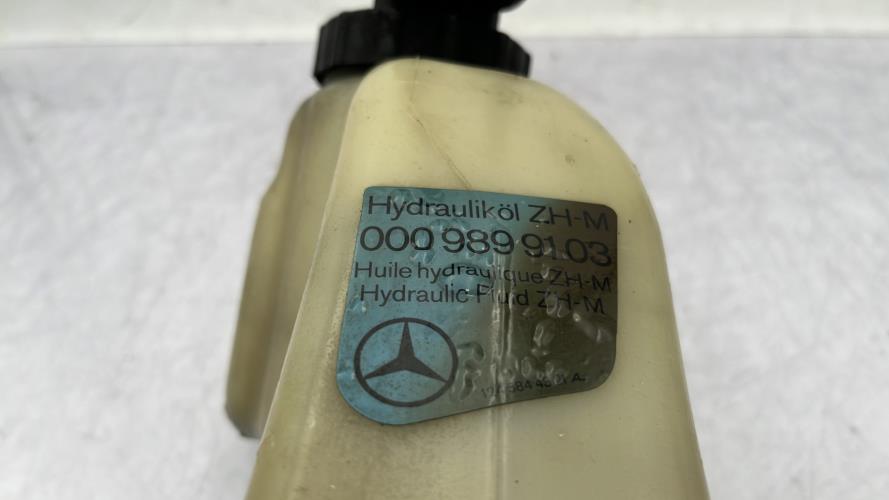 Hydrauliköl ZH-M
000 989 91.03
Huile hydraulique ZH-M
Hydraulic Fluid ZH-M